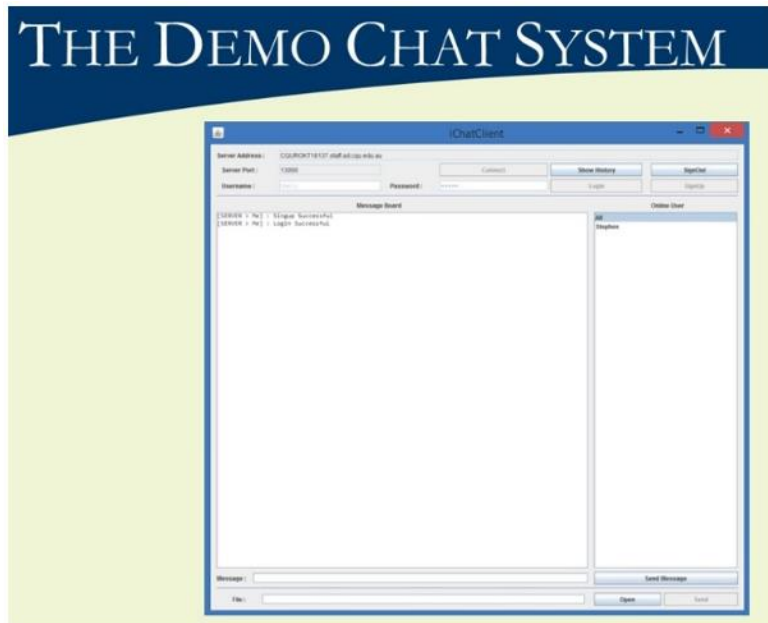 THE DEMO CHAT SYSTEM
iChatClient
Server Address :
Server Port : 13000 Connect Show History SignOut
Username : Password : Login SignUp
Message Board Online User
[SERVER > Me] : Singup Successful All
[SERVER > Me] : Login Successful Stephen
Message : Send Message
File : Open Send